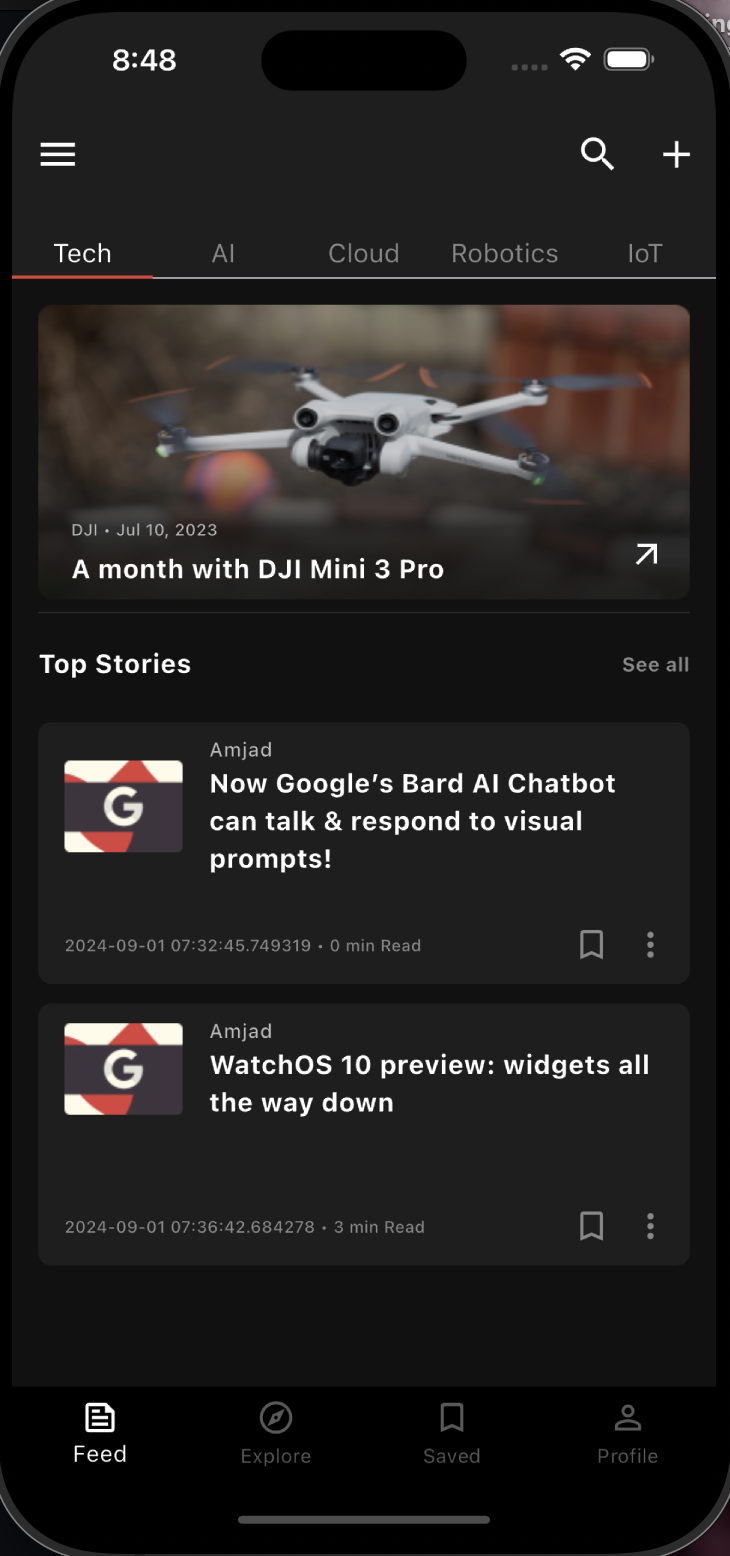 8:48
Tech AI Cloud Robotics IoT
DJI • Jul 10, 2023
A month with DJI Mini 3 Pro
Top Stories See all
Amjad
Now Google’s Bard AI Chatbot
can talk & respond to visual
prompts!
G
2024-09-01 07:32:45.749319 • 0 min Read
Amjad
WatchOS 10 preview: widgets all
the way down
G
2024-09-01 07:36:42.684278 • 3 min Read
Feed Explore Saved Profile